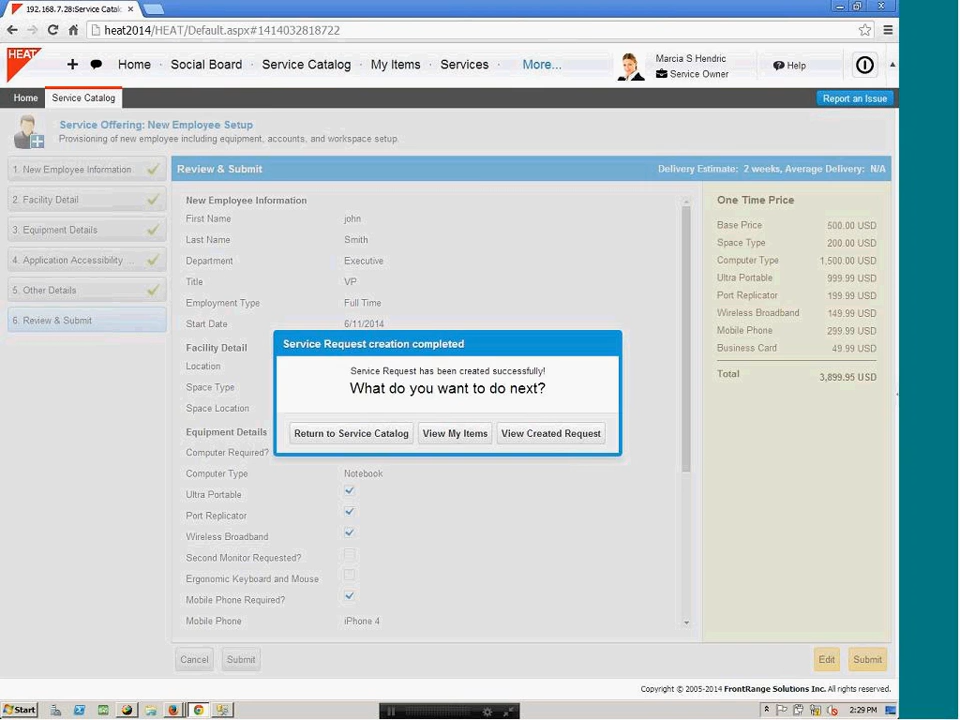 192.168.7.28:Service Catal
heat2014/HEAT/Default.aspx#1414032818722
HEAT
Home · Social Board · Service Catalog · My Items · Services · More...
Marcia S Hendric
Service Owner
Help
Home
Service Catalog
Report an Issue
Service Offering: New Employee Setup
Provisioning of new employee including equipment, accounts, and workspace setup.
1. New Employee Information
2. Facility Detail
3. Equipment Details
4. Application Accessibility ...
5. Other Details
6. Review & Submit
Review & Submit
Delivery Estimate: 2 weeks, Average Delivery: N/A
New Employee Information
First Name john
Last Name Smith
Department Executive
Title VP
Employment Type Full Time
Start Date 6/11/2014
Facility Detail
Location
Space Type
Space Location
Equipment Details
Computer Required?
Computer Type Notebook
Ultra Portable
Port Replicator
Wireless Broadband
Second Monitor Requested?
Ergonomic Keyboard and Mouse
Mobile Phone Required?
Mobile Phone iPhone 4
Service Request creation completed
Service Request has been created successfully!
What do you want to do next?
Return to Service Catalog
View My Items
View Created Request
One Time Price
Base Price 500.00 USD
Space Type 200.00 USD
Computer Type 1,500.00 USD
Ultra Portable 999.99 USD
Port Replicator 199.99 USD
Wireless Broadband 149.99 USD
Mobile Phone 299.99 USD
Business Card 49.99 USD
Total 3,899.95 USD
Cancel
Submit
Edit
Submit
Copyright © 2005-2014 FrontRange Solutions Inc. All rights reserved.
Start
2:29 PM